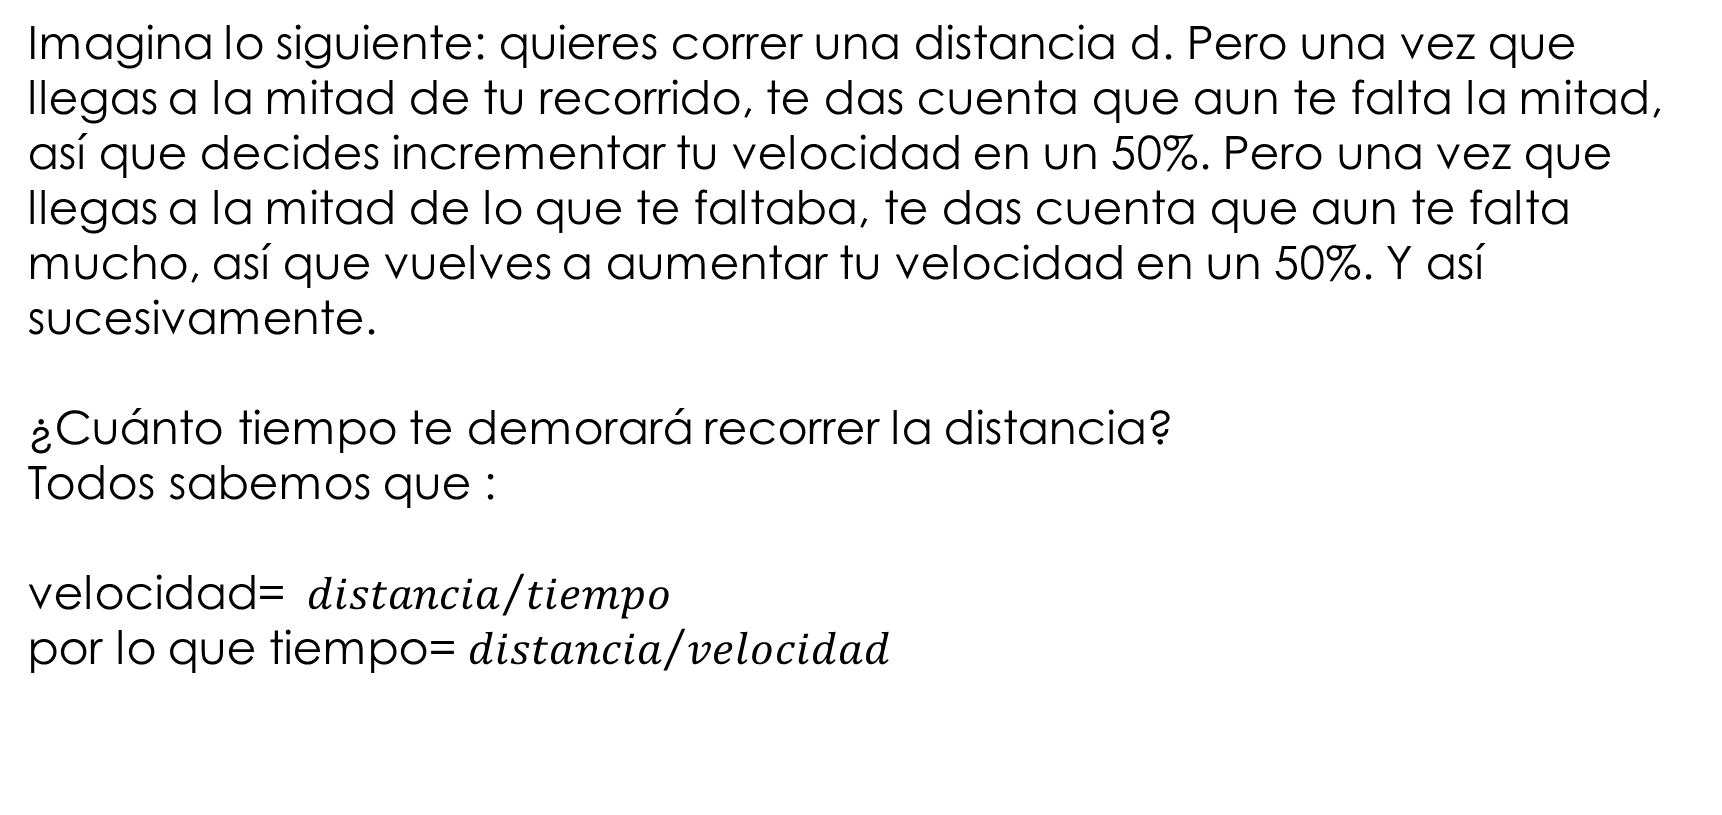 Imagina lo siguiente: quieres correr una distancia d. Pero una vez que
llegas a la mitad de tu recorrido, te das cuenta que aun te falta la mitad,
así que decides incrementar tu velocidad en un 50%. Pero una vez que
llegas a la mitad de lo que te faltaba, te das cuenta que aun te falta
mucho, así que vuelves a aumentar tu velocidad en un 50%. Y así
sucesivamente.
¿Cuánto tiempo te demorará recorrer la distancia?
Todos sabemos que :
velocidad= distancia/tiempo
por lo que tiempo= distancia/velocidad